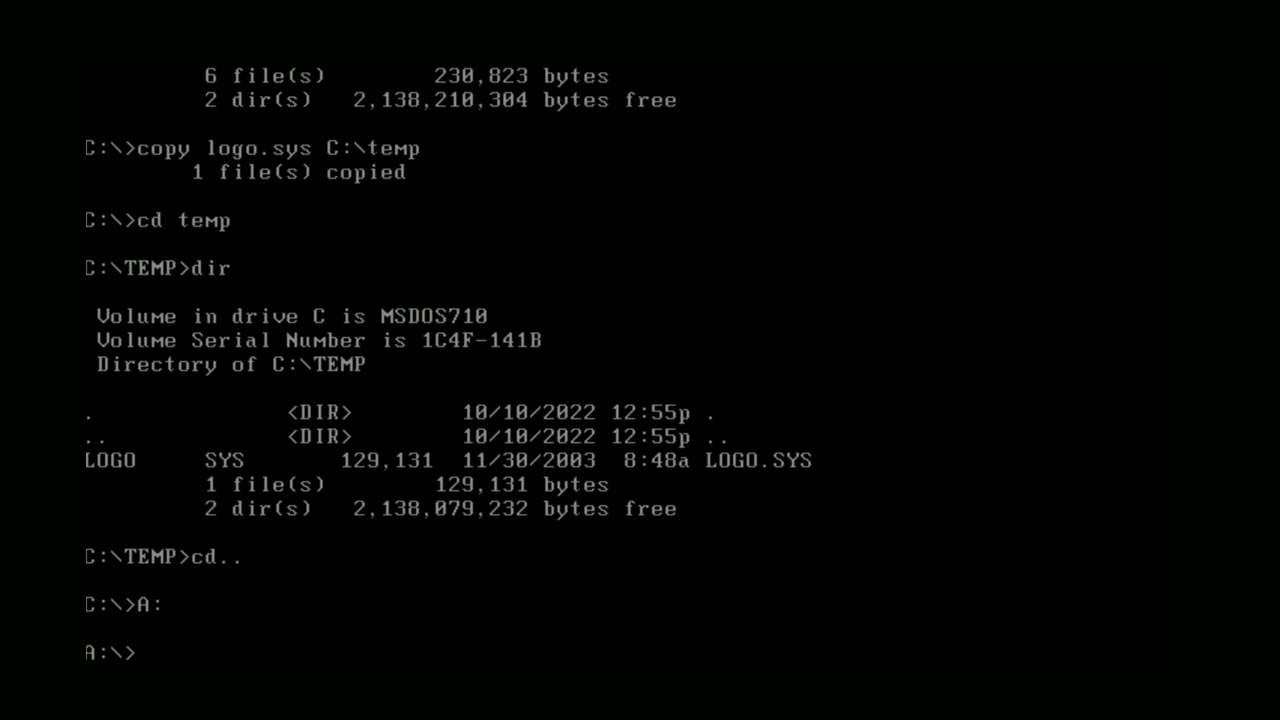 6 file(s) 230,823 bytes
2 dir(s) 2,138,210,304 bytes free
C:\>copy logo.sys C:\temp
1 file(s) copied
C:\>cd temp
C:\TEMP>dir
Volume in drive C is MSDOS710
Volume Serial Number is 1C4F-141B
Directory of C:\TEMP
. <DIR> 10/10/2022 12:55p .
.. <DIR> 10/10/2022 12:55p ..
LOGO SYS 129,131 11/30/2003 8:48a LOGO.SYS
1 file(s) 129,131 bytes
2 dir(s) 2,138,079,232 bytes free
C:\TEMP>cd..
C:\>A:
A:\>